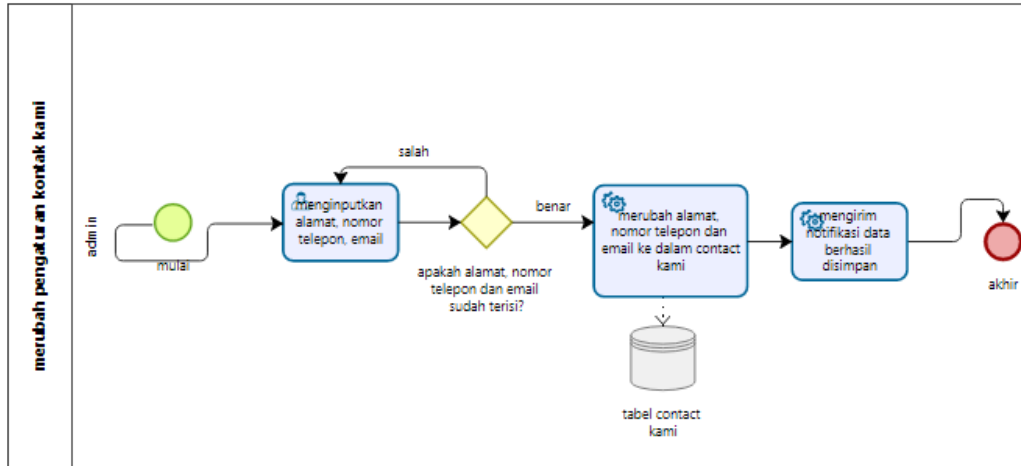 merubah pengaturan kontak kami
admin
mulai
menginputkan
alamat, nomor
telepon, email
salah
apakah alamat, nomor
telepon dan email
sudah terisi?
benar
merubah alamat,
nomor telepon dan
email ke dalam contact
kami
tabel contact
kami
mengirim
notifikasi data
berhasil
disimpan
akhir